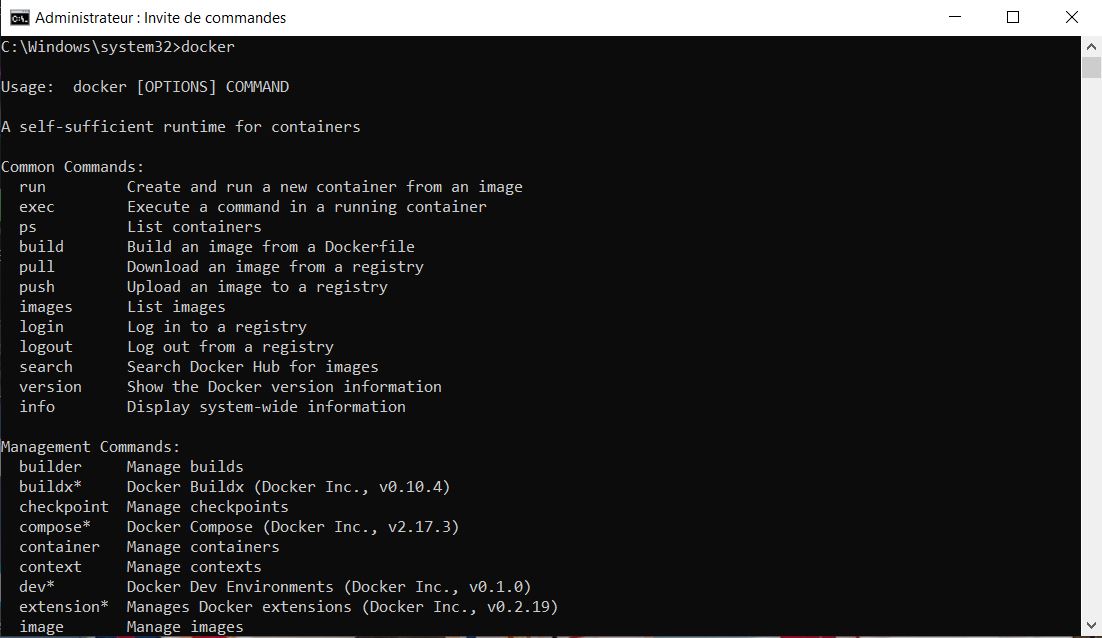 Administrateur : Invite de commandes
C:\Windows\system32>docker
Usage:  docker [OPTIONS] COMMAND
A self-sufficient runtime for containers
Common Commands:
  run         Create and run a new container from an image
  exec        Execute a command in a running container
  ps          List containers
  build       Build an image from a Dockerfile
  pull        Download an image from a registry
  push        Upload an image to a registry
  images      List images
  login       Log in to a registry
  logout      Log out from a registry
  search      Search Docker Hub for images
  version     Show the Docker version information
  info        Display system-wide information
Management Commands:
  builder     Manage builds
  buildx*     Docker Buildx (Docker Inc., v0.10.4)
  checkpoint  Manage checkpoints
  compose*    Docker Compose (Docker Inc., v2.17.3)
  container   Manage containers
  context     Manage contexts
  dev*        Docker Dev Environments (Docker Inc., v0.1.0)
  extension*  Manages Docker extensions (Docker Inc., v0.2.19)
  image       Manage images